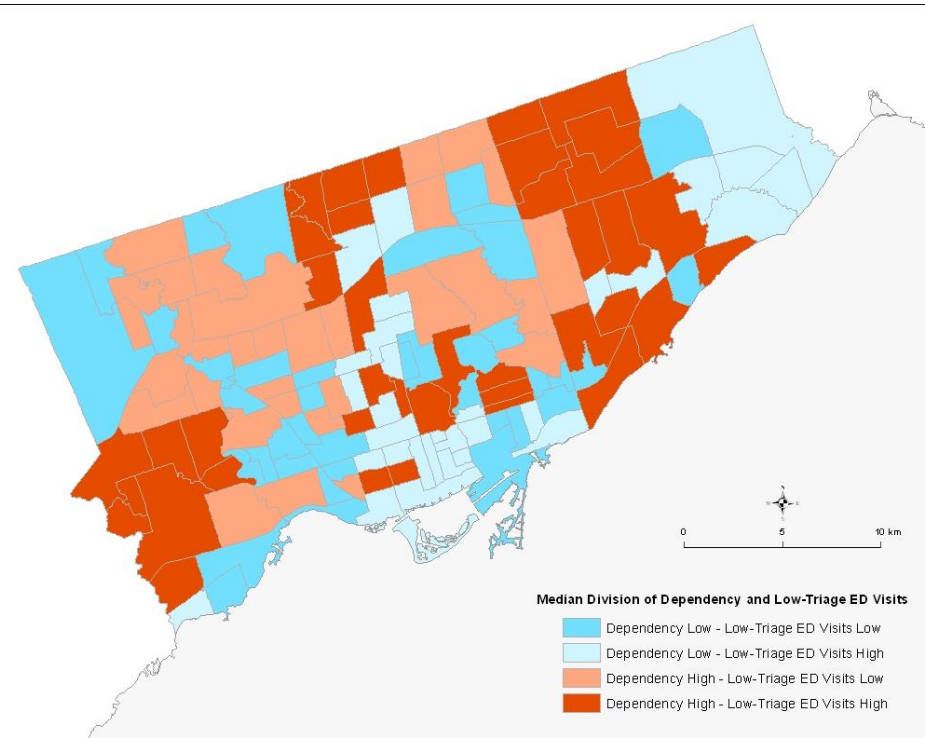 0 5 10 km
Median Division of Dependency and Low-Triage ED Visits
Dependency Low - Low-Triage ED Visits Low
Dependency Low - Low-Triage ED Visits High
Dependency High - Low-Triage ED Visits Low
Dependency High - Low-Triage ED Visits High